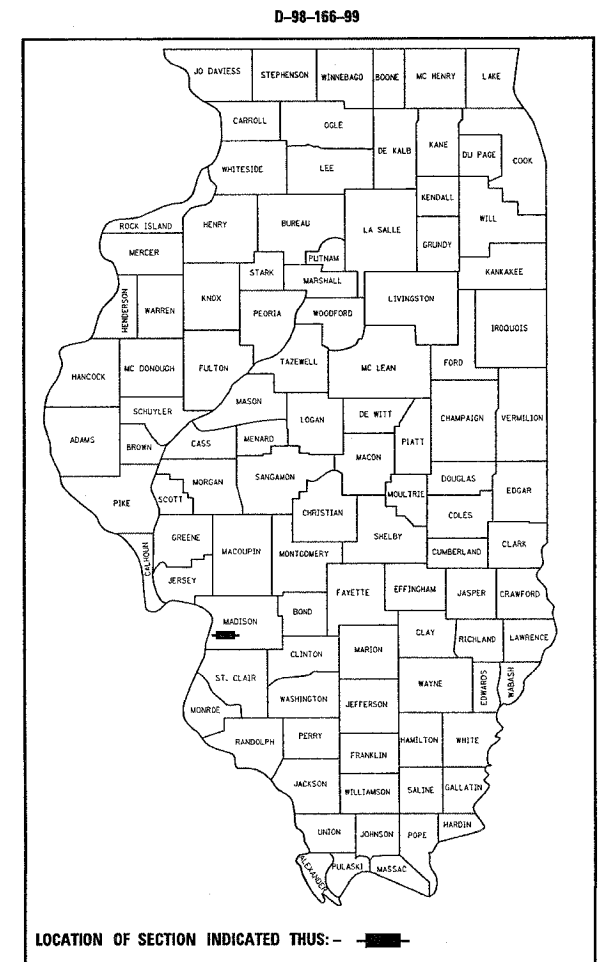 D-98-166-99
JO DAVIESS STEPHENSON WINNEBAGO BOONE MC HENRY LAKE
CARROLL OGLE
DE KALB KANE DU PAGE COOK
WHITESIDE LEE
KENDALL
ROCK ISLAND HENRY BUREAU LA SALLE WILL
MERCER PUTNAM GRUNDY
STARK MARSHALL KANKAKEE
HENDERSON WARREN KNOX PEORIA WOODFORD LIVINGSTON
IROQUOIS
HANCOCK MC DONOUGH FULTON TAZEWELL MC LEAN FORD
SCHUYLER MASON LOGAN DE WITT CHAMPAIGN VERMILION
ADAMS BROWN CASS MENARD MACON PIATT
SCOTT MORGAN SANGAMON DOUGLAS
PIKE CHRISTIAN MOULTRIE COLES EDGAR
CALHOUN GREENE MACOUPIN MONTGOMERY SHELBY CUMBERLAND CLARK
JERSEY
FAYETTE EFFINGHAM JASPER CRAWFORD
MADISON BOND
CLINTON MARION CLAY RICHLAND LAWRENCE
ST. CLAIR WAYNE EDWARDS WABASH
MONROE WASHINGTON JEFFERSON
RANDOLPH PERRY HAMILTON WHITE
FRANKLIN
JACKSON WILLIAMSON SALINE GALLATIN
UNION JOHNSON POPE HARDIN
ALEXANDER PULASKI MASSAC
LOCATION OF SECTION INDICATED THUS: -